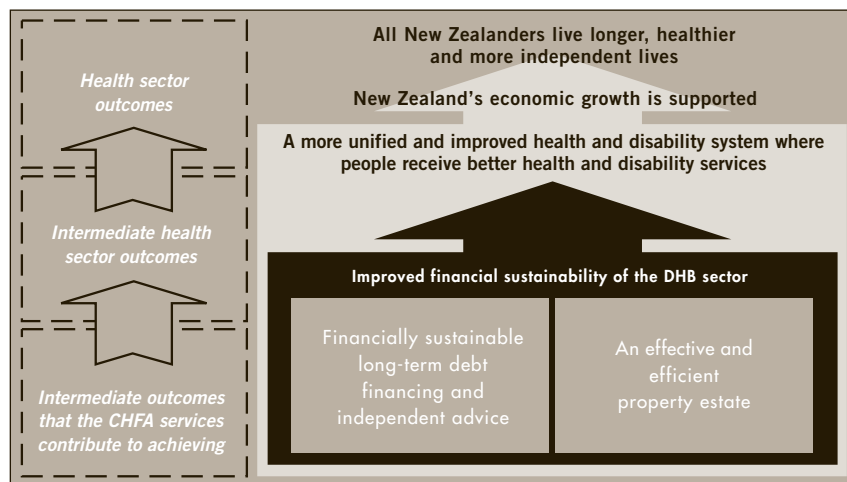 Health sector
outcomes
Intermediate health
sector outcomes
Intermediate outcomes
that the CHFA services
contribute to achieving
All New Zealanders live longer, healthier
and more independent lives
New Zealand's economic growth is supported
A more unified and improved health and disability system where
people receive better health and disability services
Improved financial sustainability of the DHB sector
Financially sustainable
long-term debt
financing and
independent advice
An effective and
efficient
property estate